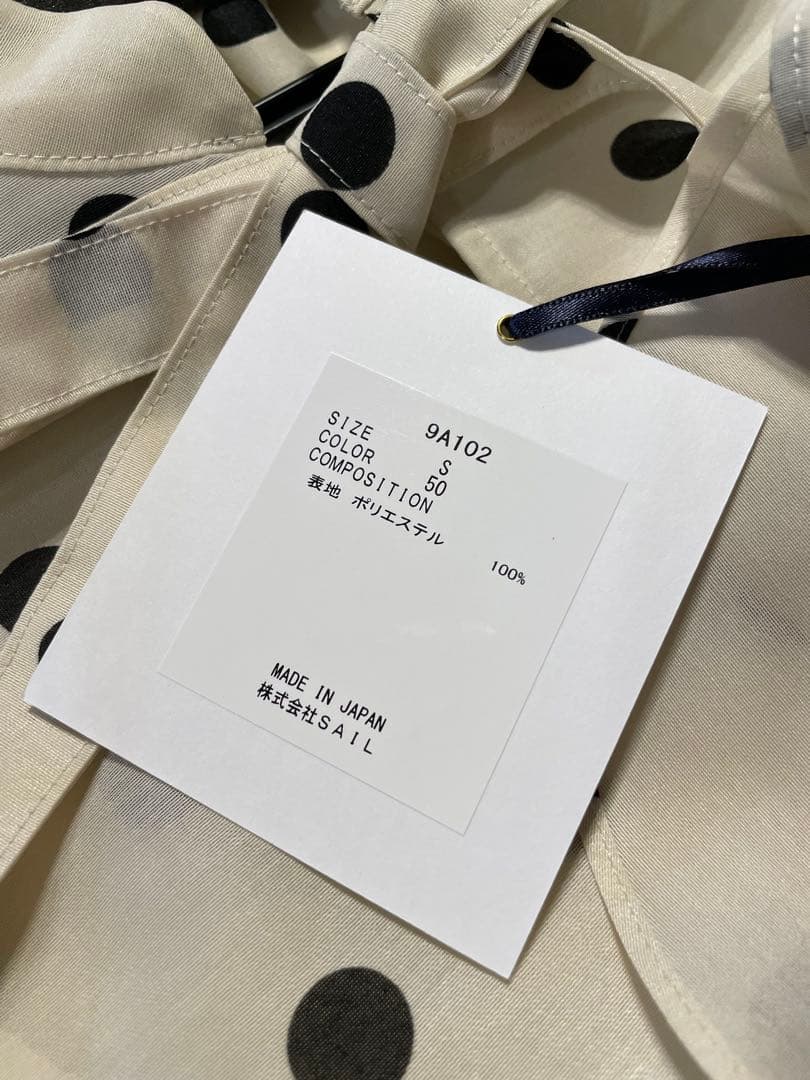 9A102
SIZE S
COLOR 50
COMPOSITION
表地 ポリエステル
100%
MADE IN JAPAN
株式会社SAIL